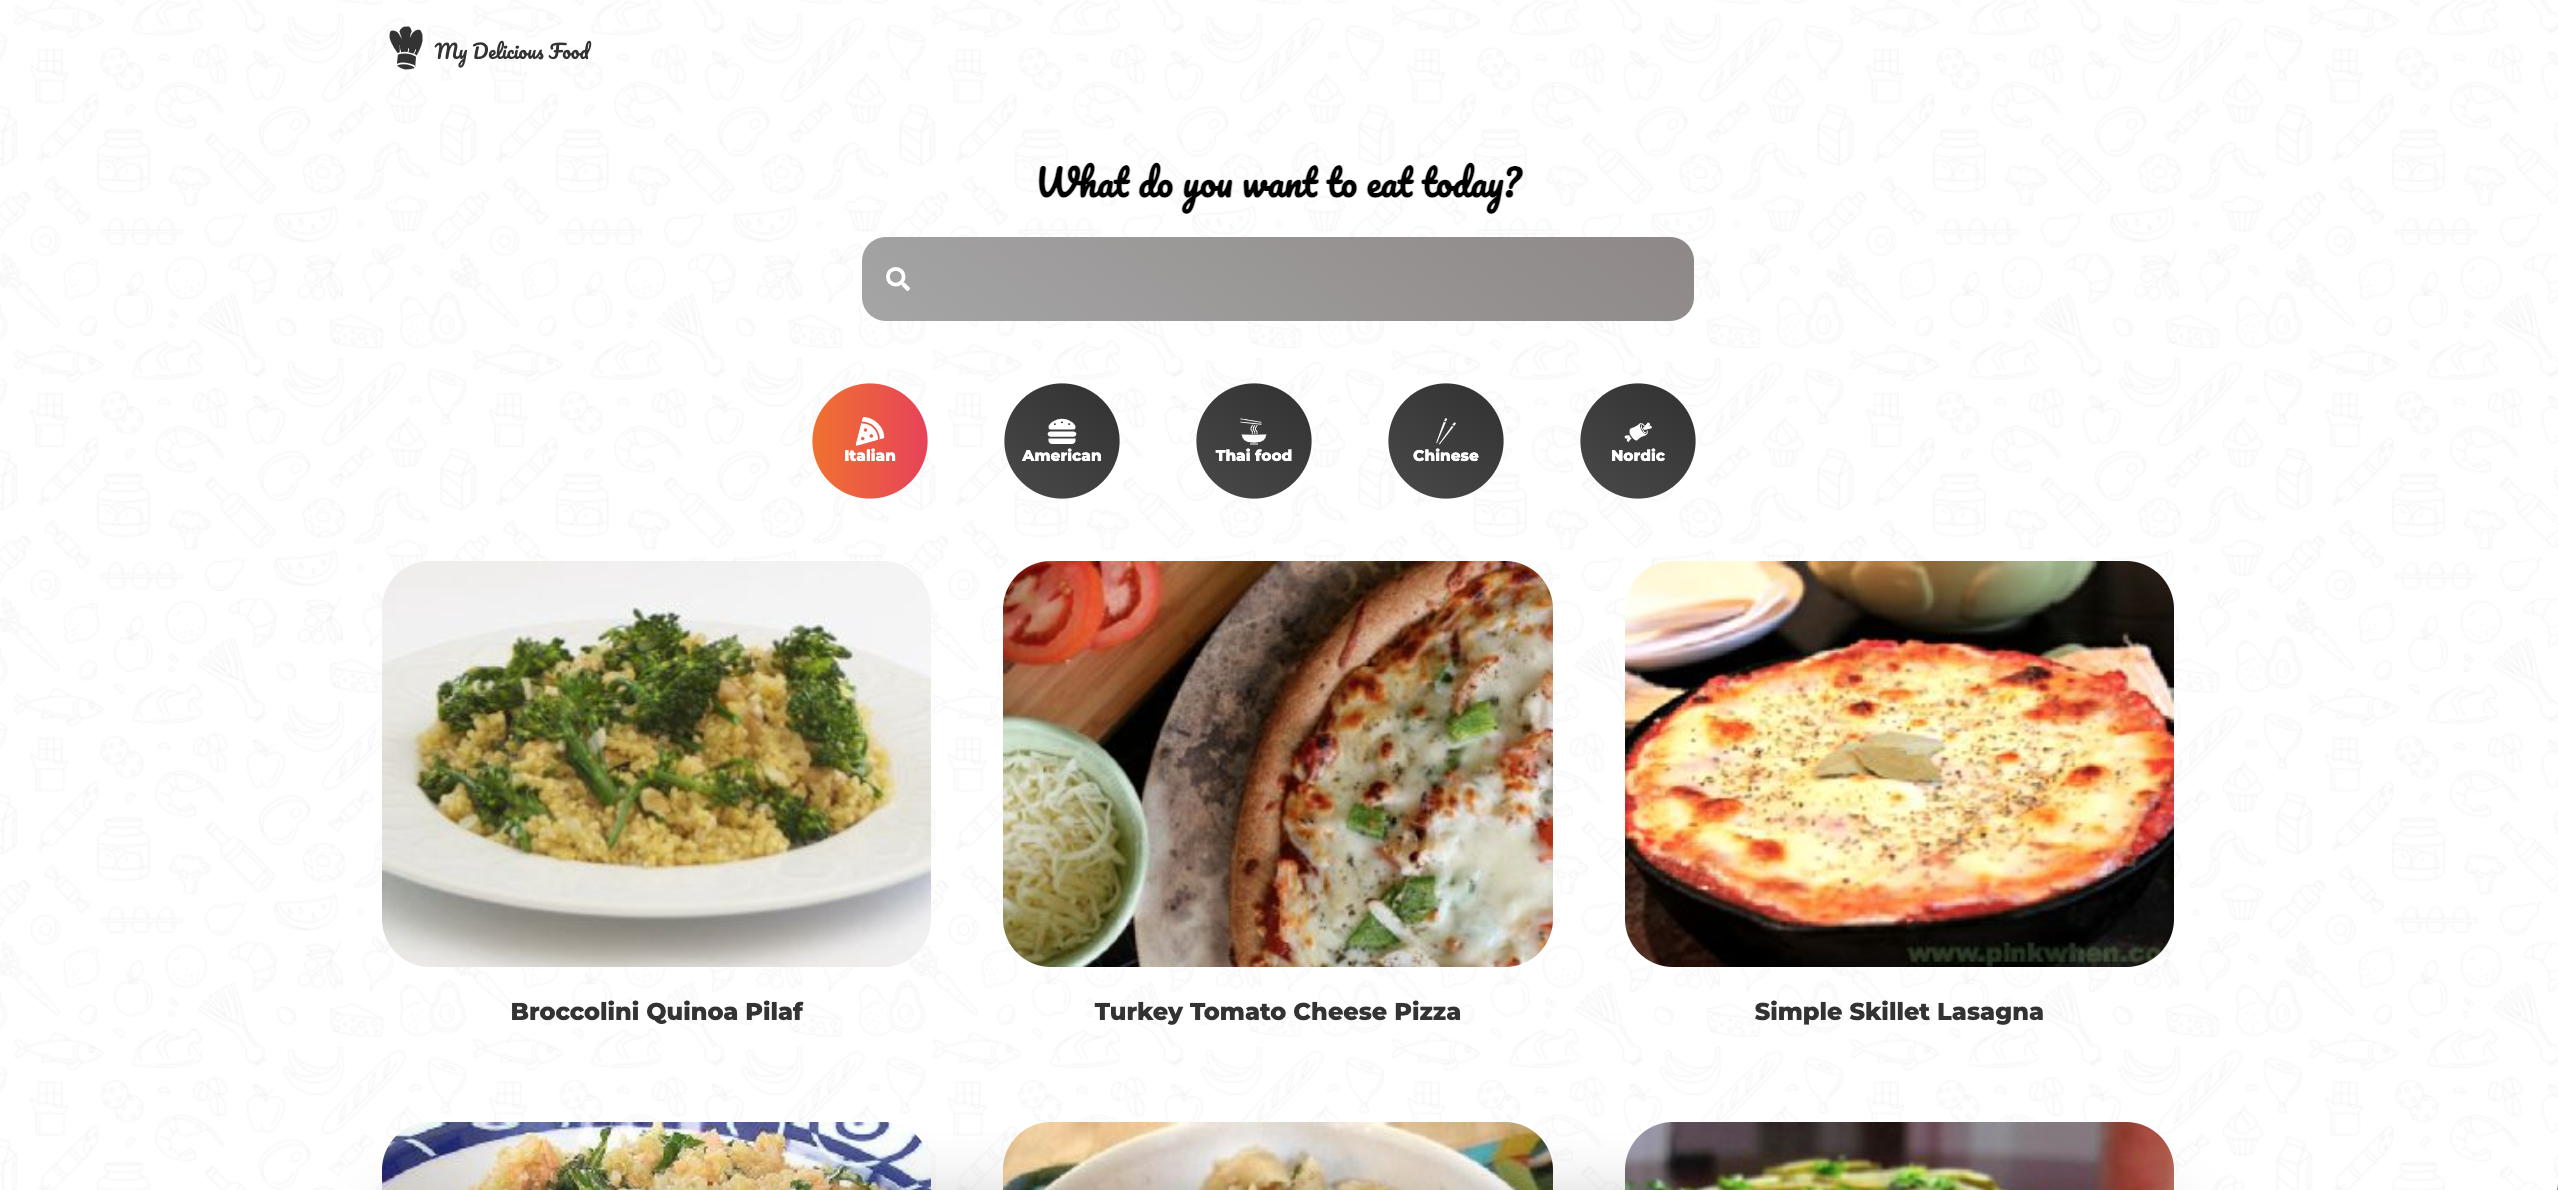 My Delicious Food
What do you want to eat today?
Italian
American
Thai food
Chinese
Nordic
www.pinkwhen.co
Broccolini Quinoa Pilaf
Turkey Tomato Cheese Pizza
Simple Skillet Lasagna